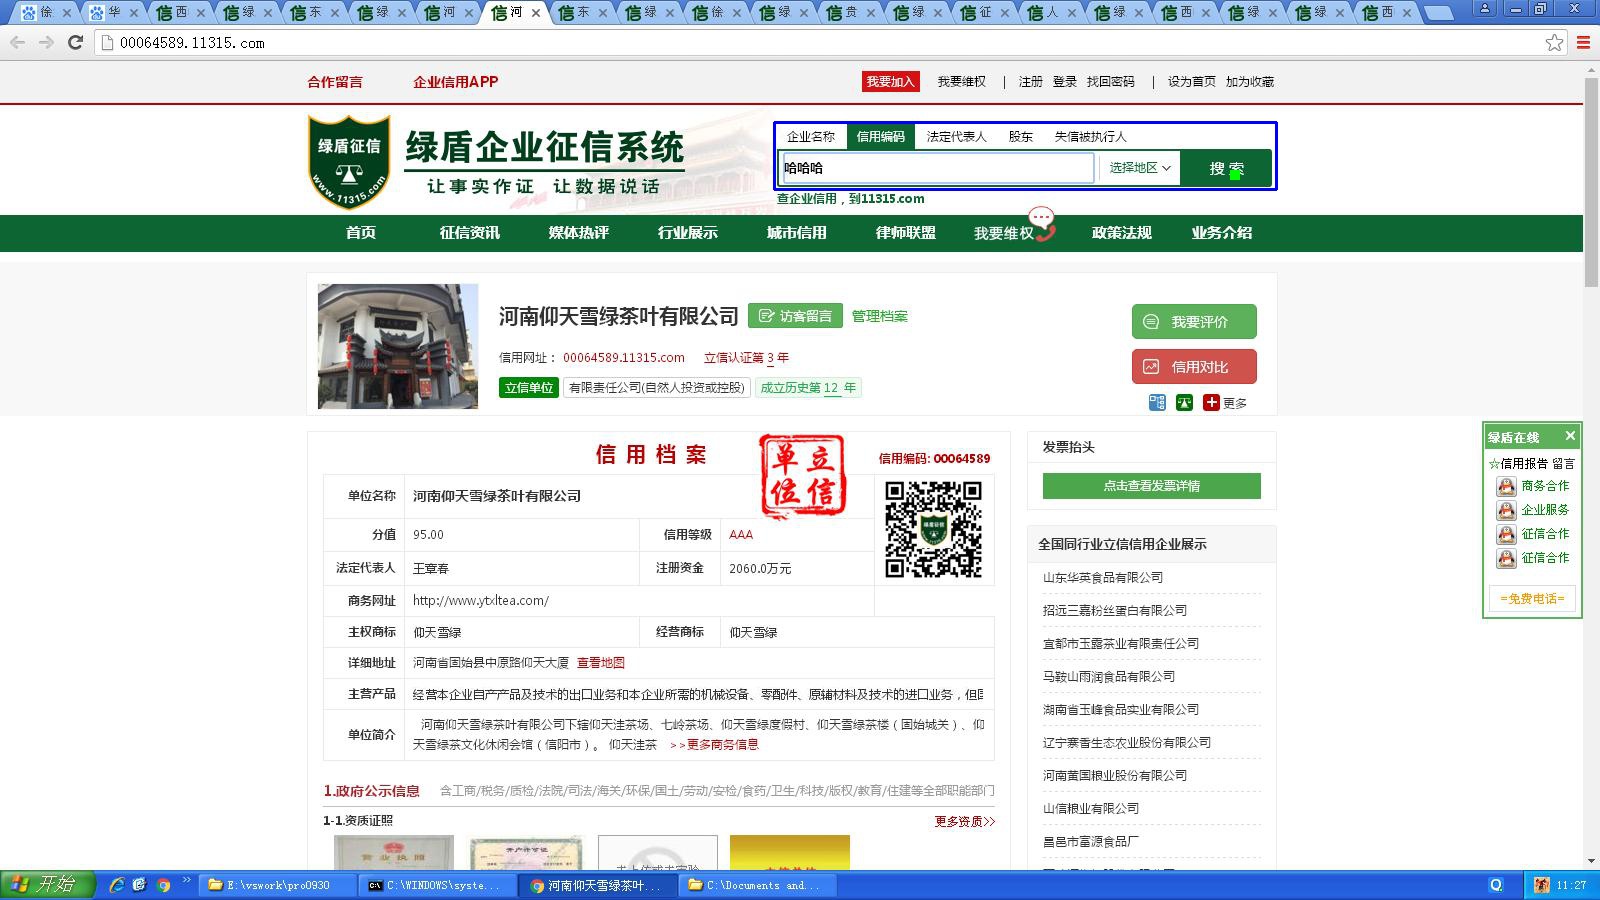 徐
华
西
绿
东
绿
河
河
东
绿
徐
绿
贵
绿
征
人
绿
西
绿
绿
西
00064589.11315.com
合作留言 企业信用APP 我要加入 我要维权 | 注册 登录 找回密码 | 设为首页 加为收藏
绿盾征信
www.11315.com
绿盾企业征信系统
让事实作证 让数据说话
企业名称 信用编码 法定代表人 股东 失信被执行人
哈哈哈 选择地区 搜索
查企业信用，到11315.com
首页 征信资讯 媒体热评 行业展示 城市信用 律师联盟 我要维权 政策法规 业务介绍
河南仰天雪绿茶叶有限公司 访客留言 管理档案
信用网址： 00064589.11315.com 立信认证第 3 年
立信单位 有限责任公司(自然人投资或控股) 成立历史第 12 年
我要评价
信用对比
更多
信用档案
单立位信
信用编码: 00064589
单位名称 河南仰天雪绿茶叶有限公司
分值 95.00 信用等级 AAA
法定代表人 王章春 注册资金 2060.0万元
商务网址 http://www.ytxltea.com/
主权商标 仰天雪绿 经营商标 仰天雪绿
详细地址 河南省固始县中原路仰天大厦 查看地图
主营产品 经营本企业自产产品及技术的出口业务和本企业所需的机械设备、零配件、原辅材料及技术的进口业务，但
单位简介 河南仰天雪绿茶叶有限公司下辖仰天洼茶场、七岭茶场、仰天雪绿度假村、仰天雪绿茶楼（固始城关）、仰
天雪绿茶文化休闲会馆（信阳市）。 仰天洼茶 >>更多商务信息
1.政府公示信息 含工商/税务/质检/法院/司法/海关/环保/国土/劳动/安检/食药/卫生/科技/版权/教育/住建等全部职能部门
1-1.资质证照 更多资质>>
营业执照
开户许可证
发票抬头
点击查看发票详情
全国同行业立信信用企业展示
山东华英食品有限公司
招远三嘉粉丝蛋白有限公司
宜都市玉露茶业有限责任公司
马鞍山雨润食品有限公司
湖南省玉峰食品实业有限公司
辽宁寨香生态农业股份有限公司
河南黄国粮业股份有限公司
山信粮业有限公司
昌邑市富源食品厂
绿盾在线
☆信用报告 留言
商务合作
企业服务
征信合作
征信合作
=免费电话=
开始
E:\vswork\pro0930
C:\WINDOWS\syste...
河南仰天雪绿茶叶...
C:\Documents and...
11:27